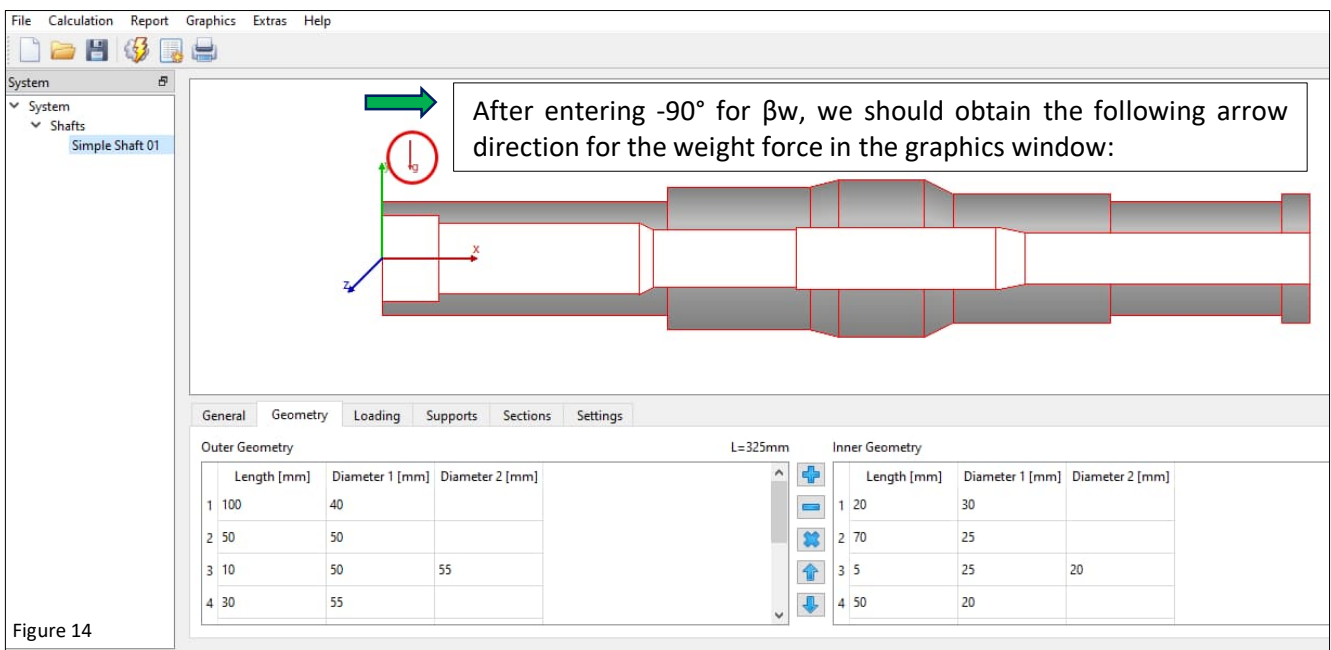 File Calculation Report Graphics Extras Help
System
System
Shafts
Simple Shaft 01
After entering -90° for βw, we should obtain the following arrow
direction for the weight force in the graphics window:
g
y
x
z
General Geometry Loading Supports Sections Settings
Outer Geometry L=325mm Inner Geometry
Length [mm] Diameter 1 [mm] Diameter 2 [mm] Length [mm] Diameter 1 [mm] Diameter 2 [mm]
1 100 40 1 20 30
2 50 50 2 70 25
3 10 50 55 3 5 25 20
4 30 55 4 50 20
Figure 14